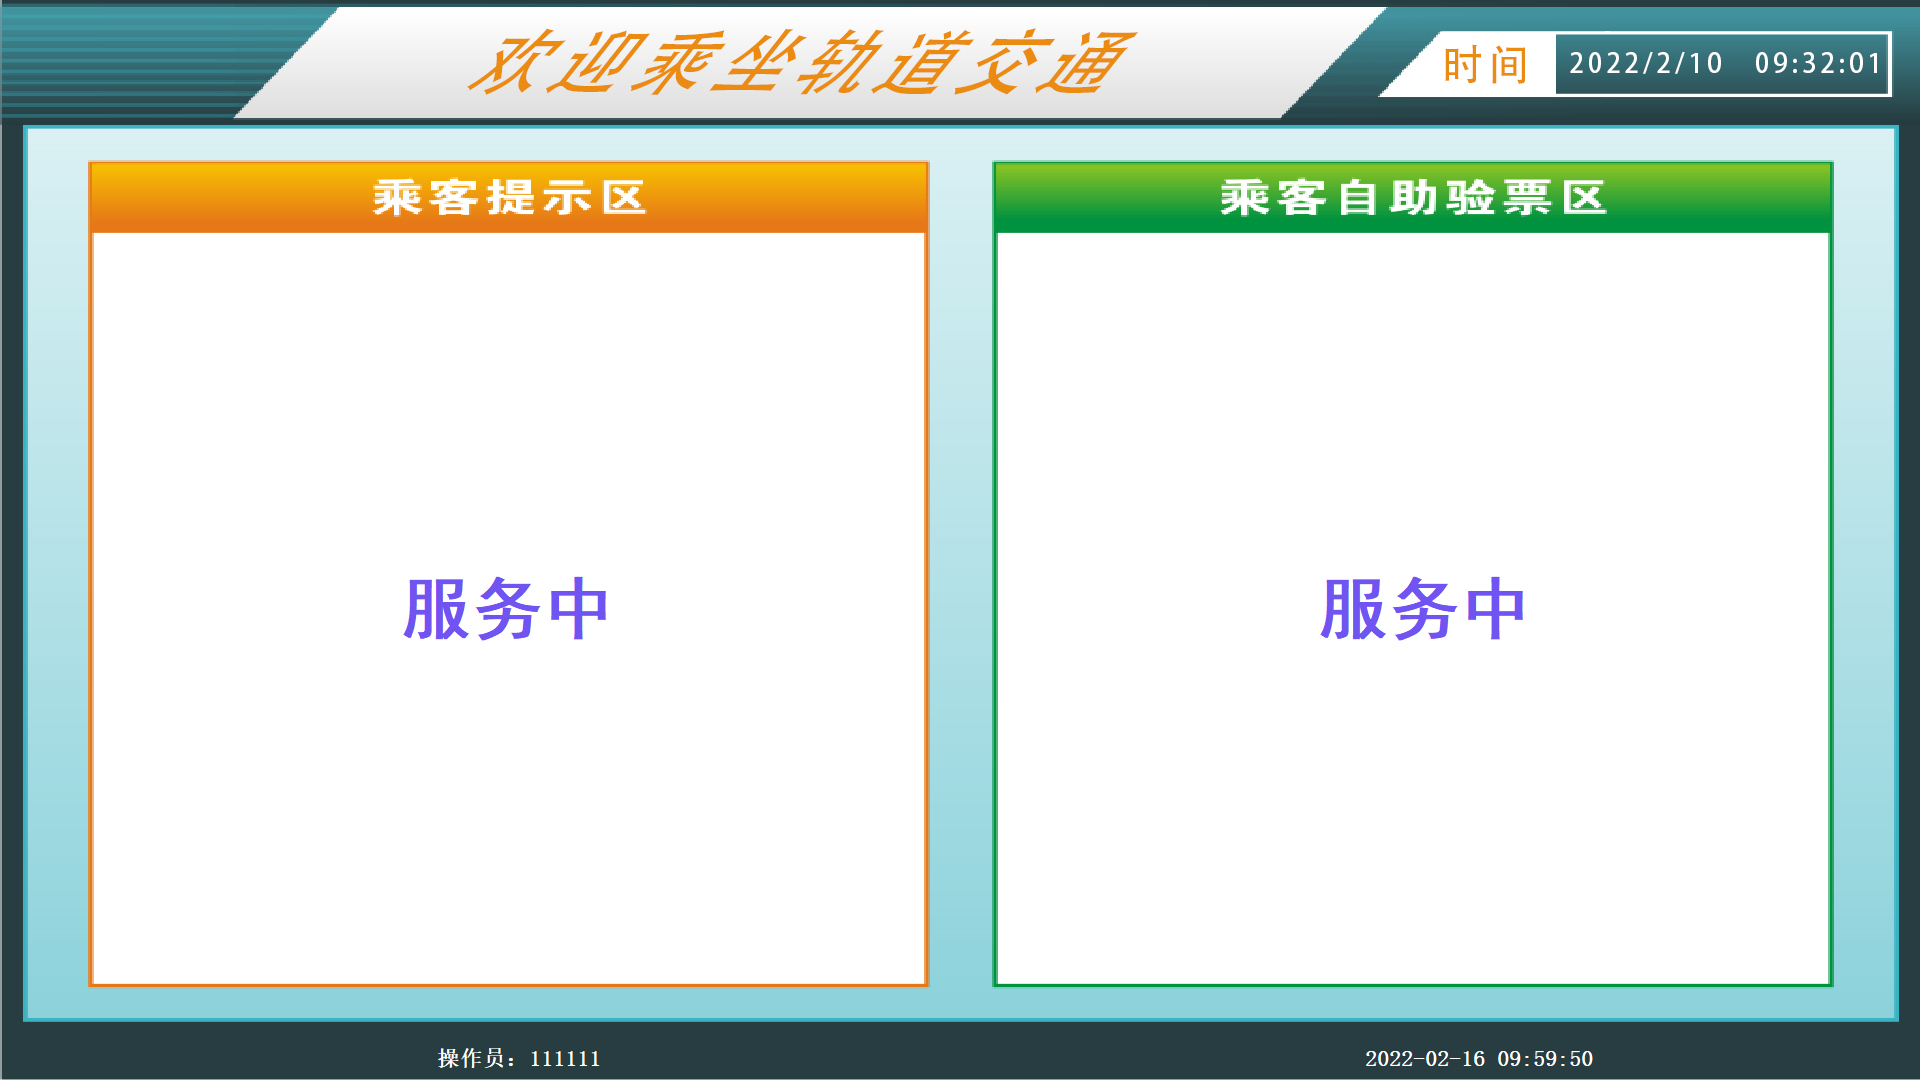 欢迎乘坐轨道交通
时间 2022/2/10 09:32:01
乘客提示区
乘客自助验票区
服务中
服务中
操作员：111111
2022-02-16 09:59:50